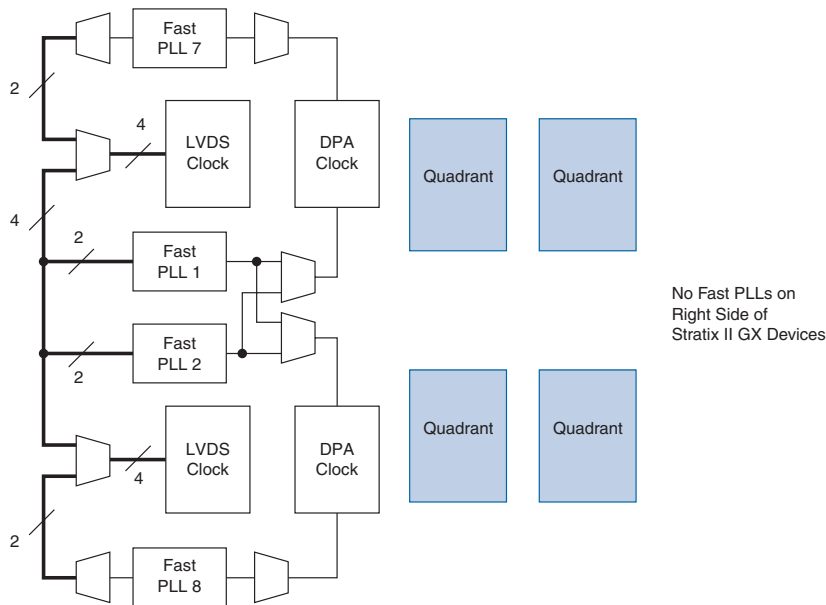 Fast
PLL 7
2
4
LVDS
Clock
DPA
Clock
Quadrant
Quadrant
4
2
Fast
PLL 1
No Fast PLLs on
Right Side of
Stratix II GX Devices
2
Fast
PLL 2
LVDS
Clock
4
DPA
Clock
Quadrant
Quadrant
2
Fast
PLL 8